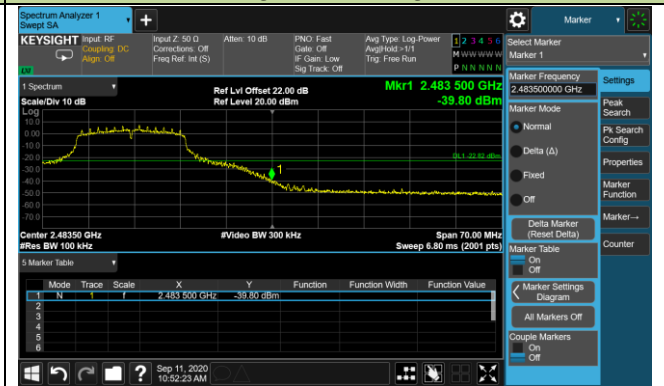 Spectrum Analyzer 1
Swept SA
+
Marker
KEYSIGHT
Input: RF
Coupling: DC
Align: Off
Input Z: 50 Ω
Corrections: Off
Freq Ref: Int (S)
Atten: 10 dB
PNO: Fast
Gate: Off
IF Gain: Low
Sig Track: Off
Avg Type: Log-Power
Avg|Hold:>1/1
Trig: Free Run
1 2 3 4 5 6
M W W W W W
P N N N N N
Select Marker
Marker 1
1 Spectrum
Scale/Div 10 dB
Ref Lvl Offset 22.00 dB
Ref Level 20.00 dBm
Mkr1 2.483 500 GHz
-39.80 dBm
Log
10.0
0.00
-10.0
-20.0
-30.0
-40.0
-50.0
-60.0
-70.0
1
DL1 -22.52 dBm
Center 2.48350 GHz
#Res BW 100 kHz
#Video BW 300 kHz
Span 70.00 MHz
Sweep 6.80 ms (2001 pts)
5 Marker Table
Mode Trace Scale X Y Function Function Width Function Value
1 N 1 f 2.483 500 GHz -39.80 dBm
2
3
4
5
6
Marker Frequency
2.483500000 GHz
Marker Mode
Normal
Delta (Δ)
Fixed
Off
Delta Marker
(Reset Delta)
Marker Table
On
Off
Marker Settings
Diagram
All Markers Off
Couple Markers
On
Off
Settings
Peak
Search
Pk Search
Config
Properties
Marker
Function
Marker→
Counter
?
Sep 11, 2020
10:52:23 AM